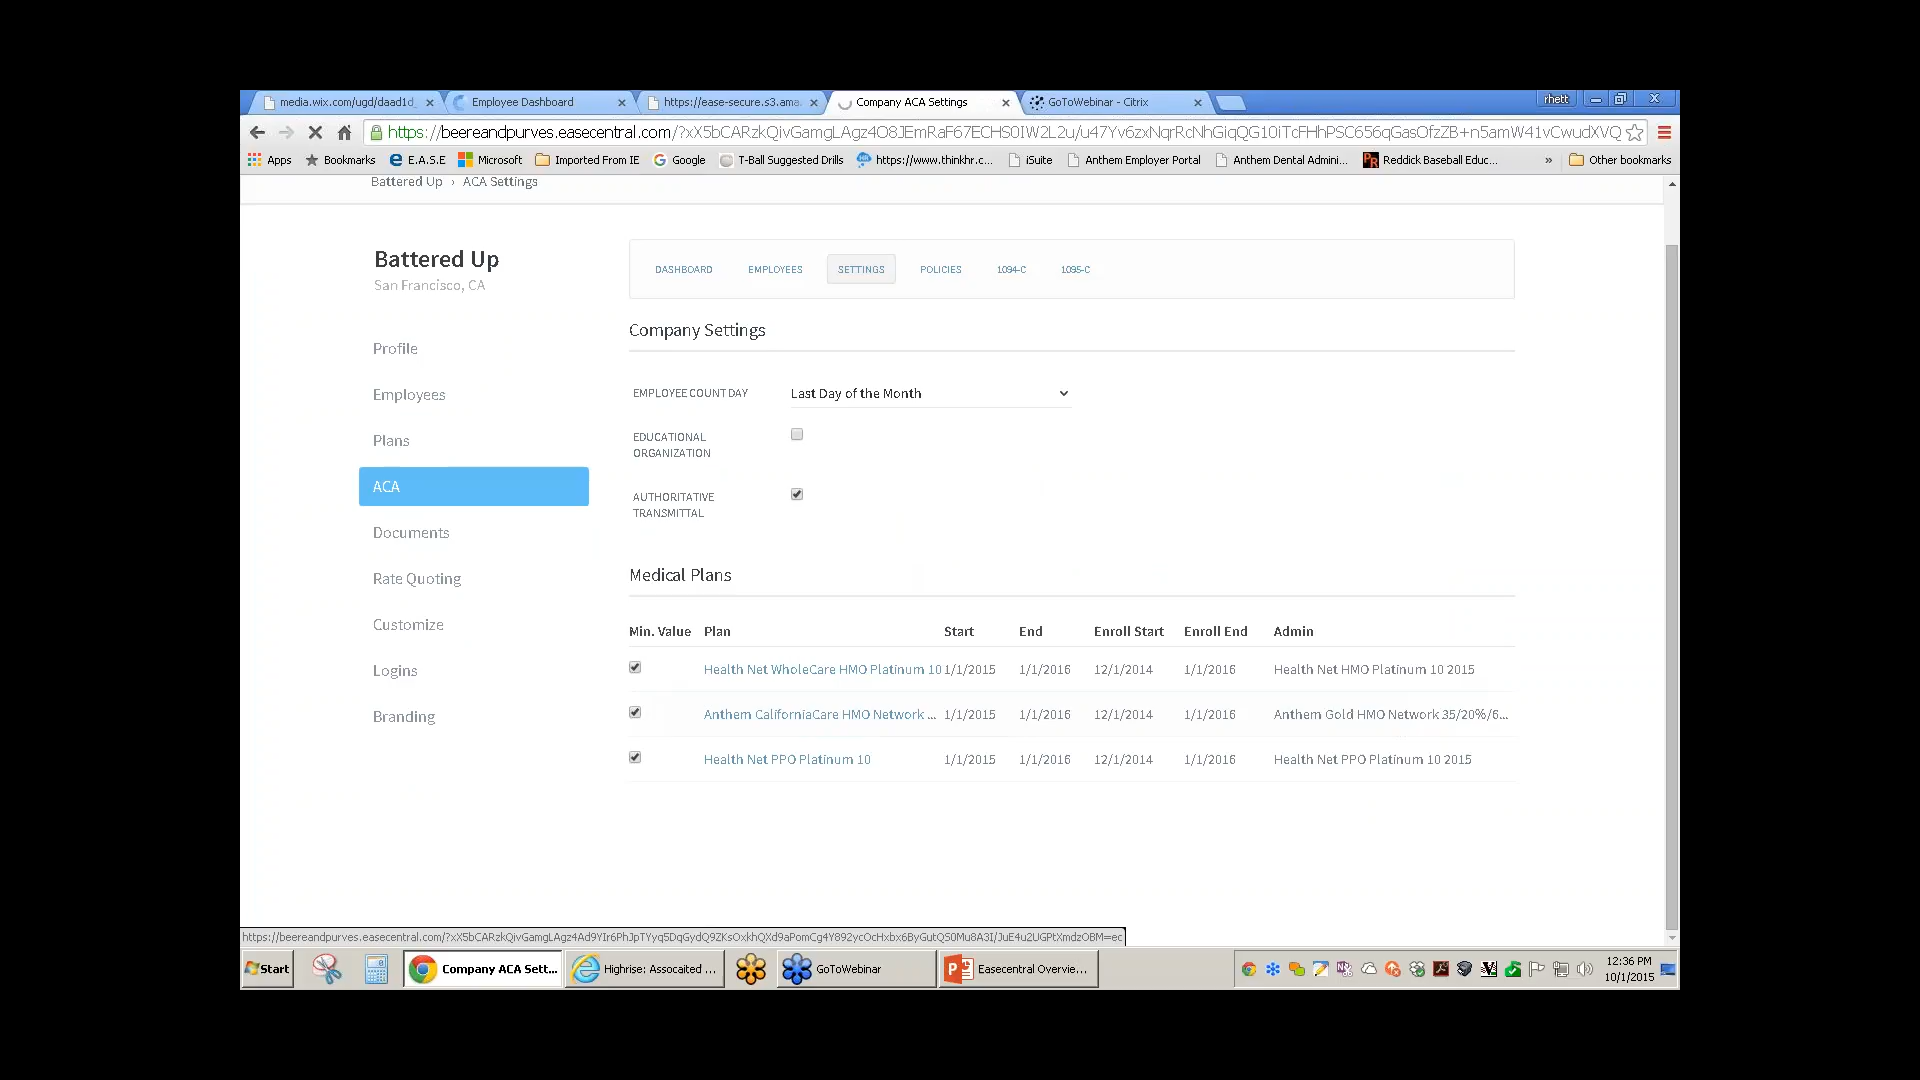 media.wix.com/ugd/daad1d_
Employee Dashboard
https://ease-secure.s3.ama
Company ACA Settings
GoToWebinar - Citrix
rhett
Apps
Bookmarks
E.A.S.E
Microsoft
Imported From IE
Google
T-Ball Suggested Drills
https://www.thinkhr.c...
iSuite
Anthem Employer Portal
Anthem Dental Admini...
Reddick Baseball Educ...
»
Other bookmarks
Battered Up › ACA Settings
Battered Up
San Francisco, CA
Profile
Employees
Plans
ACA
Documents
Rate Quoting
Customize
Logins
Branding
DASHBOARD EMPLOYEES SETTINGS POLICIES 1094-C 1095-C
Company Settings
EMPLOYEE COUNT DAY Last Day of the Month
EDUCATIONAL
ORGANIZATION
AUTHORITATIVE
TRANSMITTAL
Medical Plans
Min. Value Plan Start End Enroll Start Enroll End Admin
Health Net WholeCare HMO Platinum 10 1/1/2015 1/1/2016 12/1/2014 1/1/2016 Health Net HMO Platinum 10 2015
Anthem CaliforniaCare HMO Network ... 1/1/2015 1/1/2016 12/1/2014 1/1/2016 Anthem Gold HMO Network 35/20%/6...
Health Net PPO Platinum 10 1/1/2015 1/1/2016 12/1/2014 1/1/2016 Health Net PPO Platinum 10 2015
Start
Company ACA Sett...
Highrise: Assocaited ...
GoToWebinar
Easecentral Overvie...
12:36 PM
10/1/2015